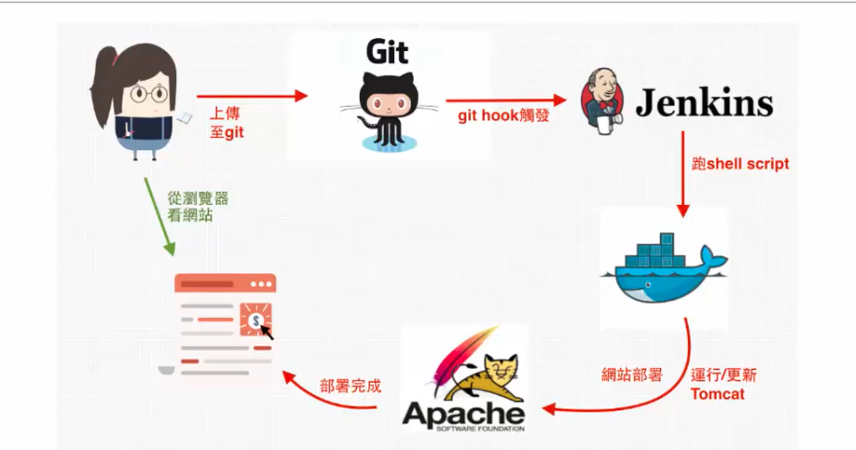 Git
上傳
至git
git hook觸發
Jenkins
跑shell script
從瀏覽器
看網站
$
網站部署
運行/更新
Tomcat
部署完成
Apache
SOFTWARE FOUNDATION